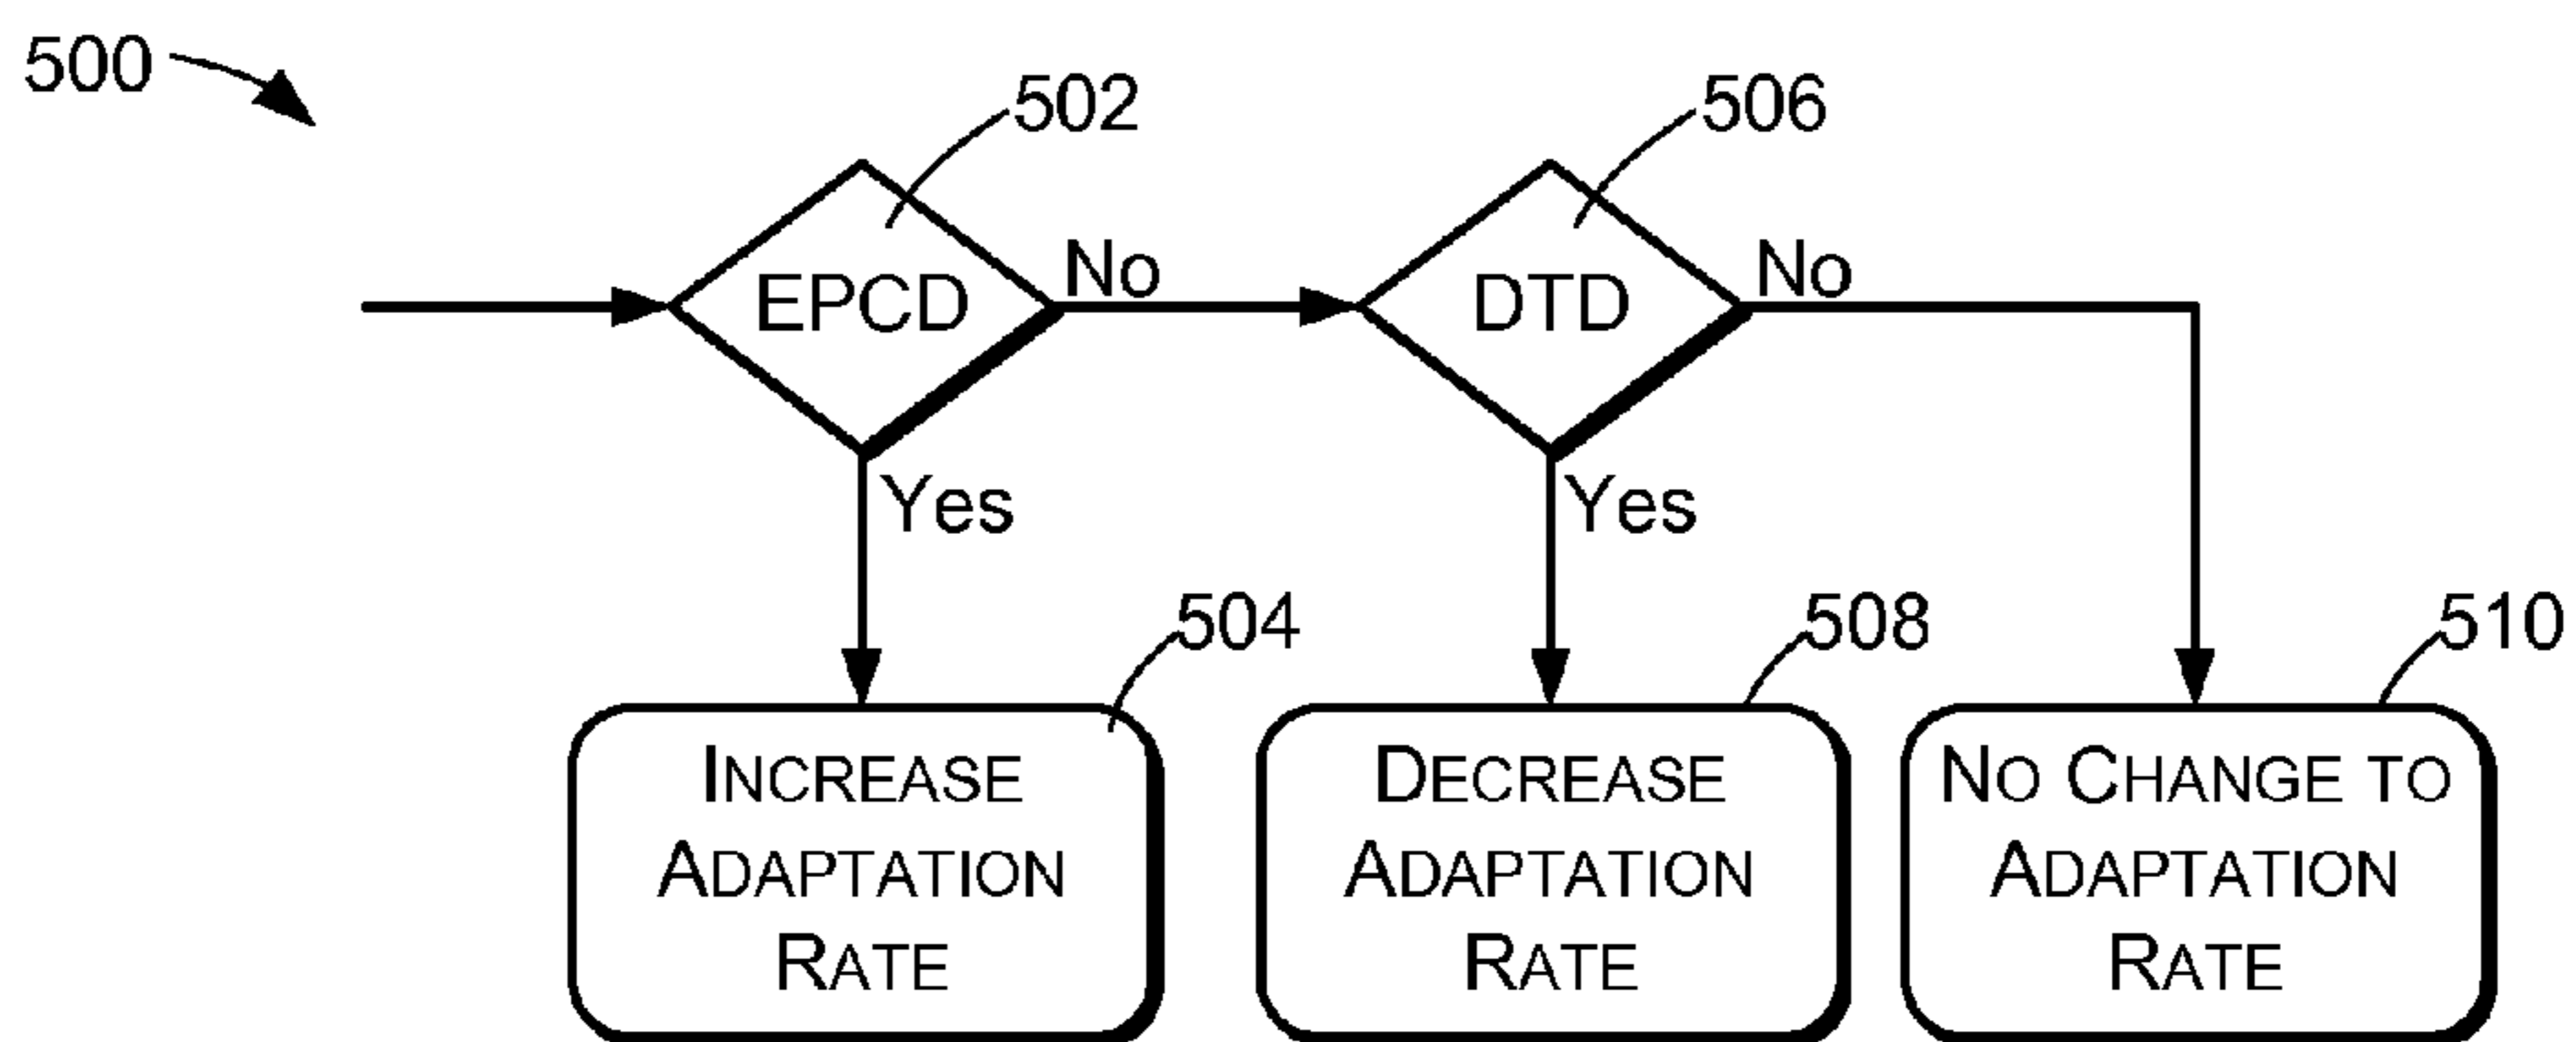 500
502
506
EPCD
No
DTD
No
Yes
Yes
504
508
510
INCREASE
ADAPTATION
RATE
DECREASE
ADAPTATION
RATE
NO CHANGE TO
ADAPTATION
RATE